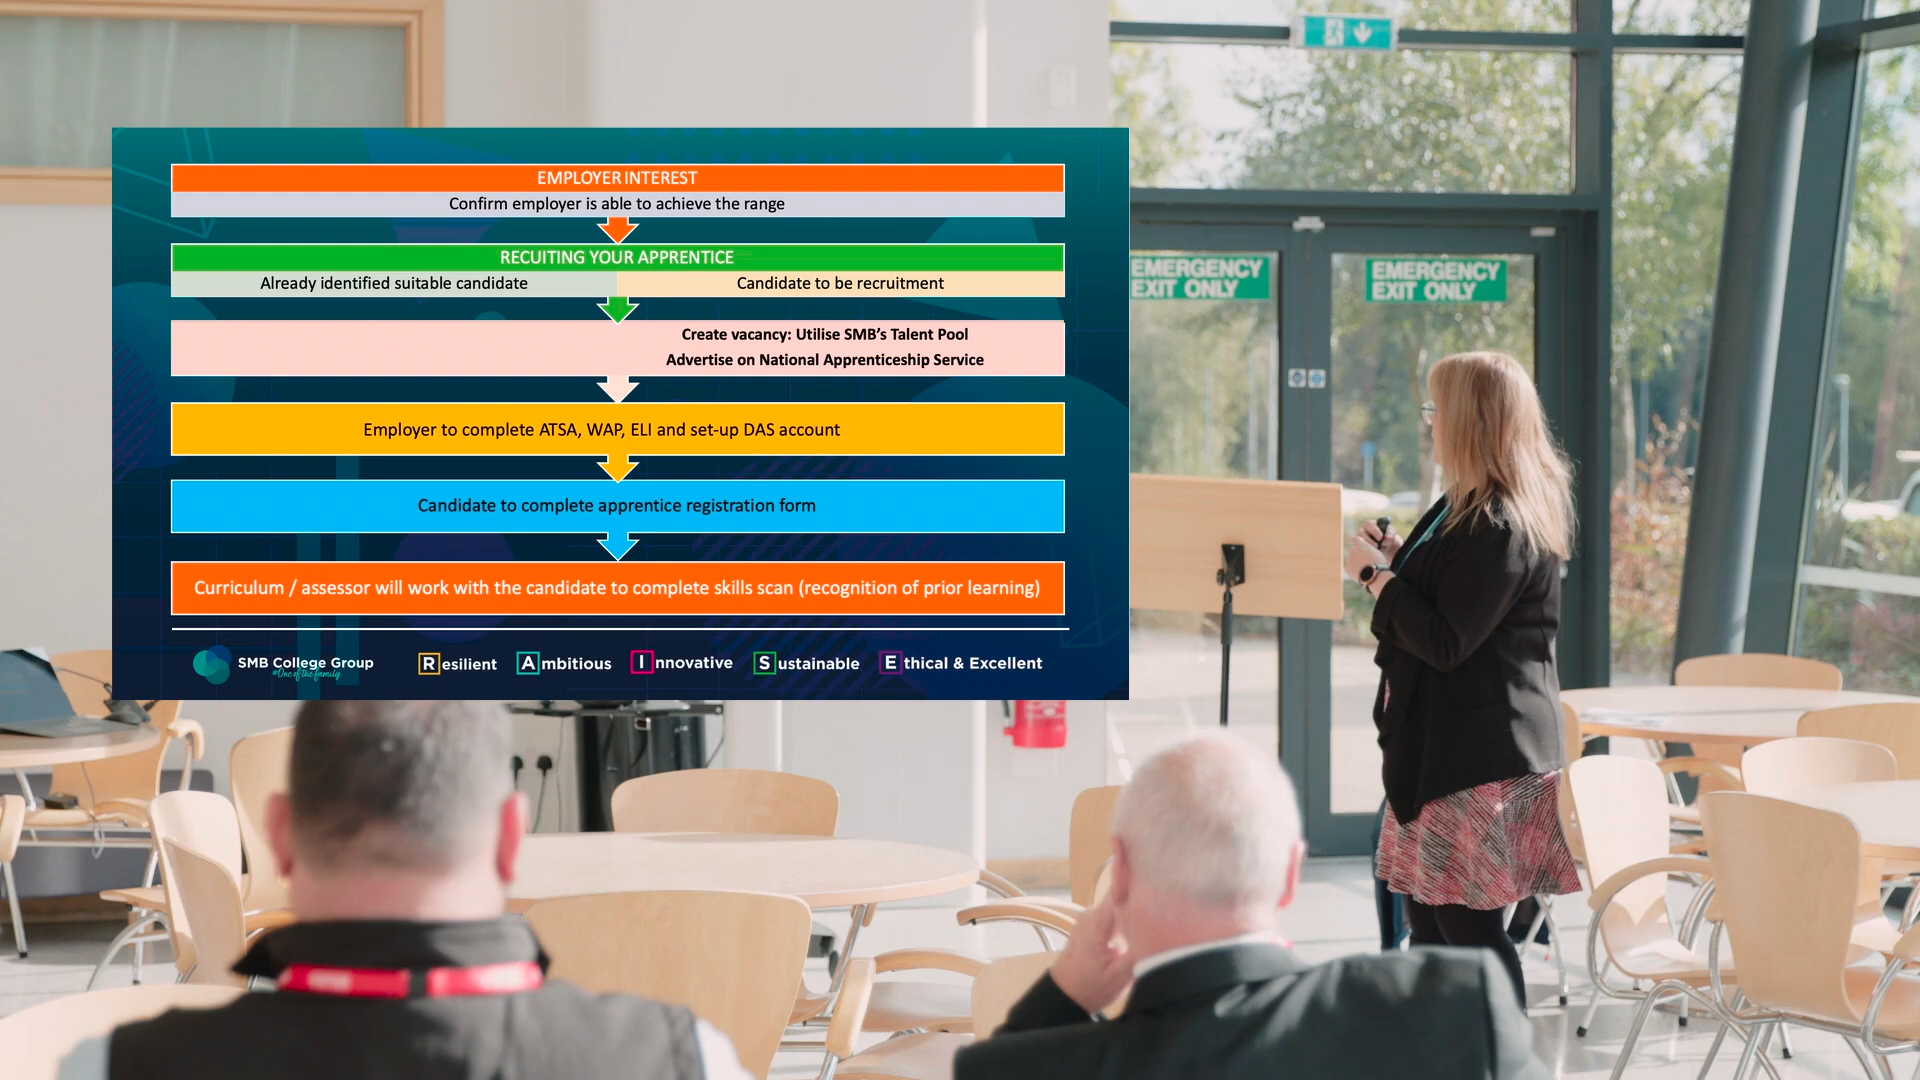 EMPLOYER INTEREST
Confirm employer is able to achieve the range
RECUITING YOUR APPRENTICE
Already identified suitable candidate
Candidate to be recruitment
Create vacancy: Utilise SMB's Talent Pool
Advertise on National Apprenticeship Service
Employer to complete ATSA, WAP, ELI and set-up DAS account
Candidate to complete apprentice registration form
Curriculum / assessor will work with the candidate to complete skills scan (recognition of prior learning)
SMB College Group
#One of the family
Resilient
Ambitious
Innovative
Sustainable
Ethical & Excellent
EMERGENCY
EXIT ONLY
EMERGENCY
EXIT ONLY